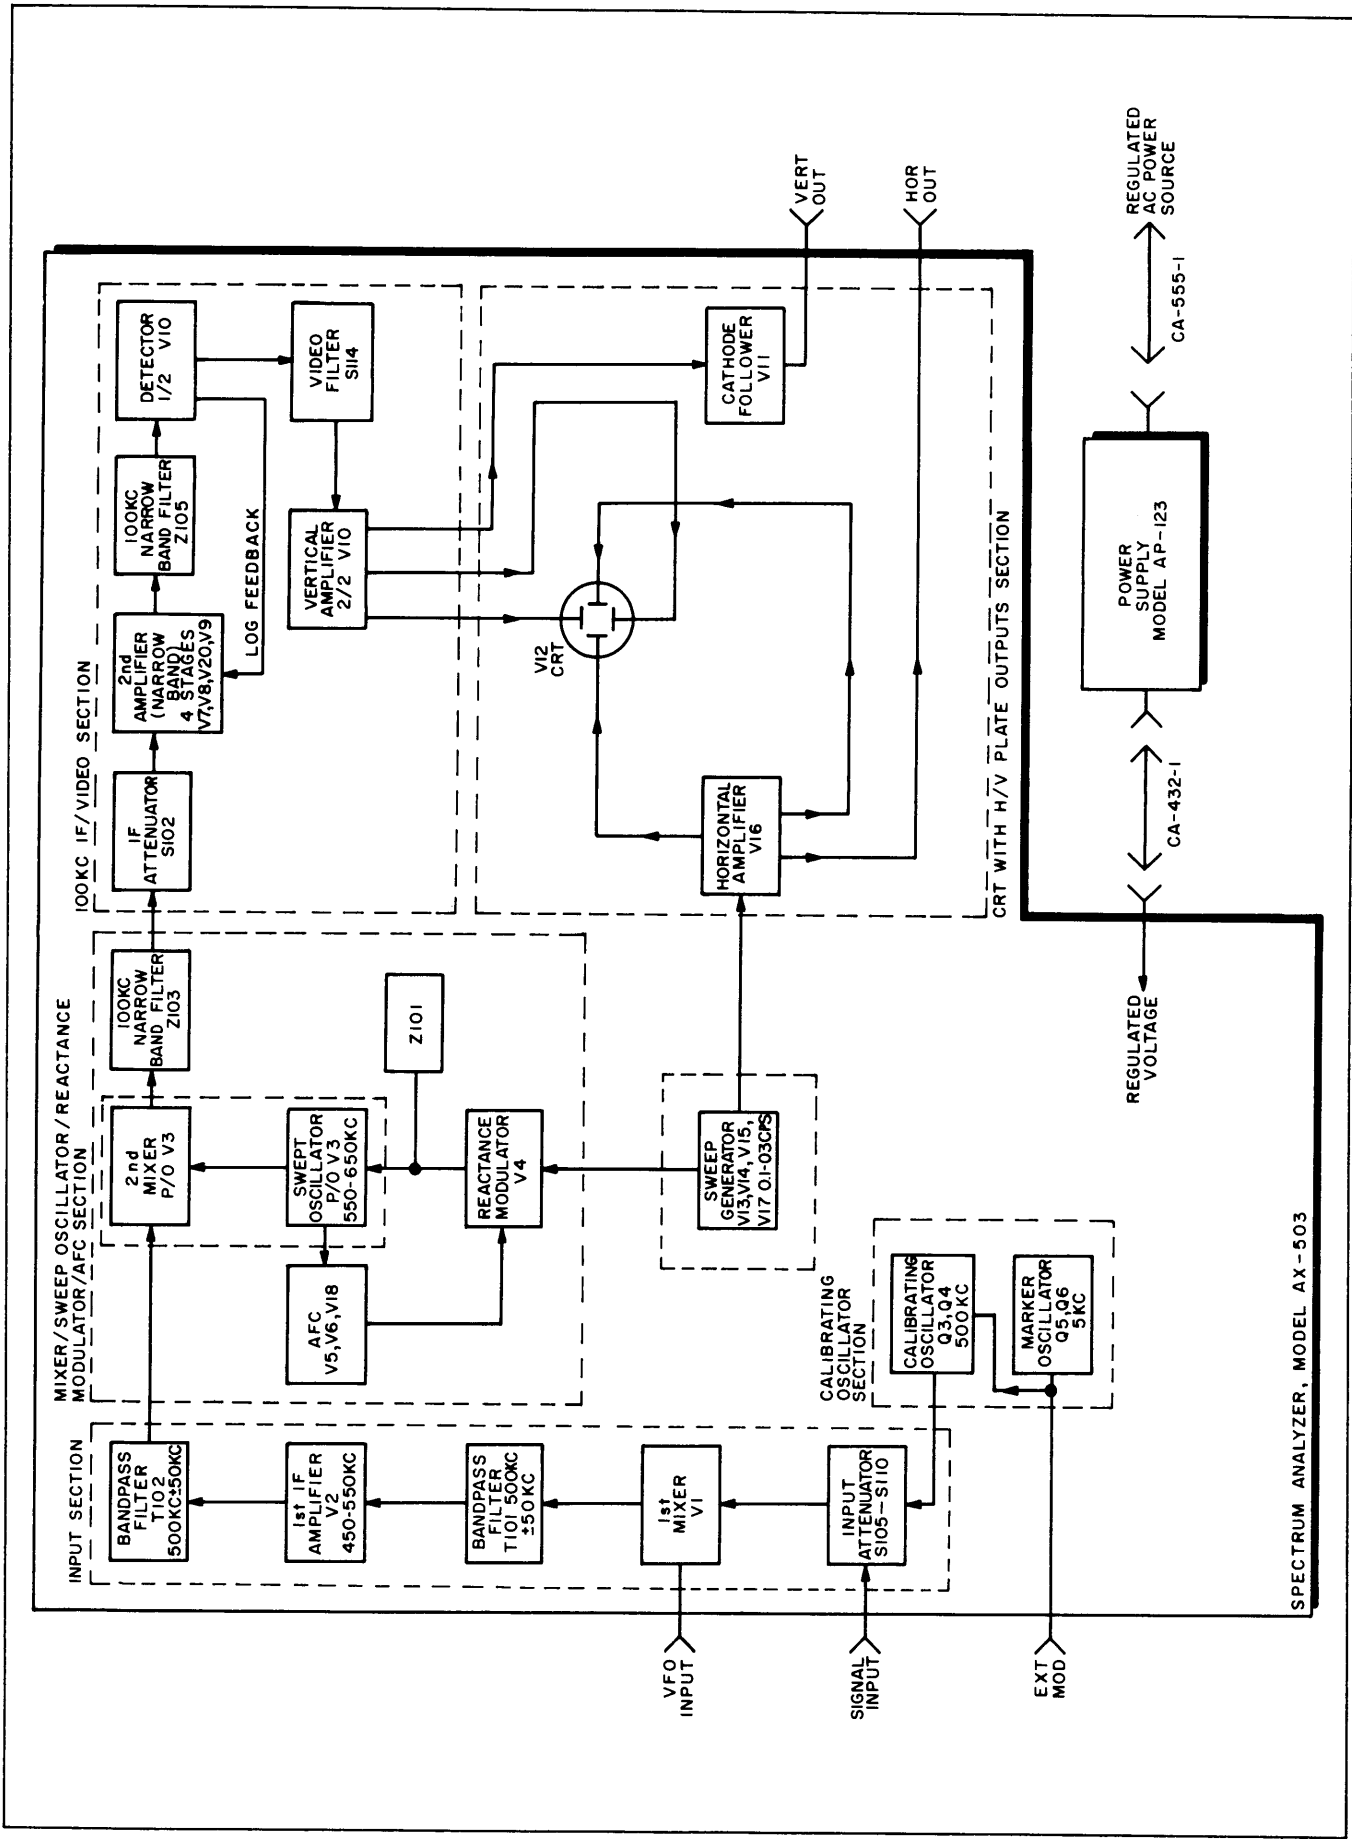 INPUT SECTION
BANDPASS
FILTER
T102
500KC±50KC
1st IF
AMPLIFIER
V2
450-550KC
BANDPASS
FILTER
T101 500KC
±50KC
1st
MIXER
V1
INPUT
ATTENUATOR
S105-S110
VFO
INPUT
SIGNAL
INPUT
EXT
MOD
MIXER/SWEEP OSCILLATOR/REACTANCE
MODULATOR/AFC SECTION
2nd
MIXER
P/O V3
100KC
NARROW
BAND FILTER
Z103
SWEPT
OSCILLATOR
P/O V3
550-650KC
AFC
V5,V6,V18
Z101
REACTANCE
MODULATOR
V4
SWEEP
GENERATOR
V13,V14,V15,
V17 0.1-03CPS
CALIBRATING
OSCILLATOR
SECTION
CALIBRATING
OSCILLATOR
Q3,Q4
500KC
MARKER
OSCILLATOR
Q5,Q6
5KC
100KC IF/VIDEO SECTION
IF
ATTENUATOR
S102
2nd
AMPLIFIER
(NARROW
BAND)
4 STAGES
V7,V8,V20,V9
100KC
NARROW
BAND FILTER
Z105
DETECTOR
1/2 V10
LOG FEEDBACK
VIDEO
FILTER
S114
VERTICAL
AMPLIFIER
2/2 V10
V12
CRT
CATHODE
FOLLOWER
V11
HORIZONTAL
AMPLIFIER
V16
CRT WITH H/V PLATE OUTPUTS SECTION
VERT
OUT
HOR
OUT
REGULATED
VOLTAGE
CA-432-1
POWER
SUPPLY
MODEL AP-123
CA-555-1
REGULATED
AC POWER
SOURCE
SPECTRUM ANALYZER, MODEL AX-503